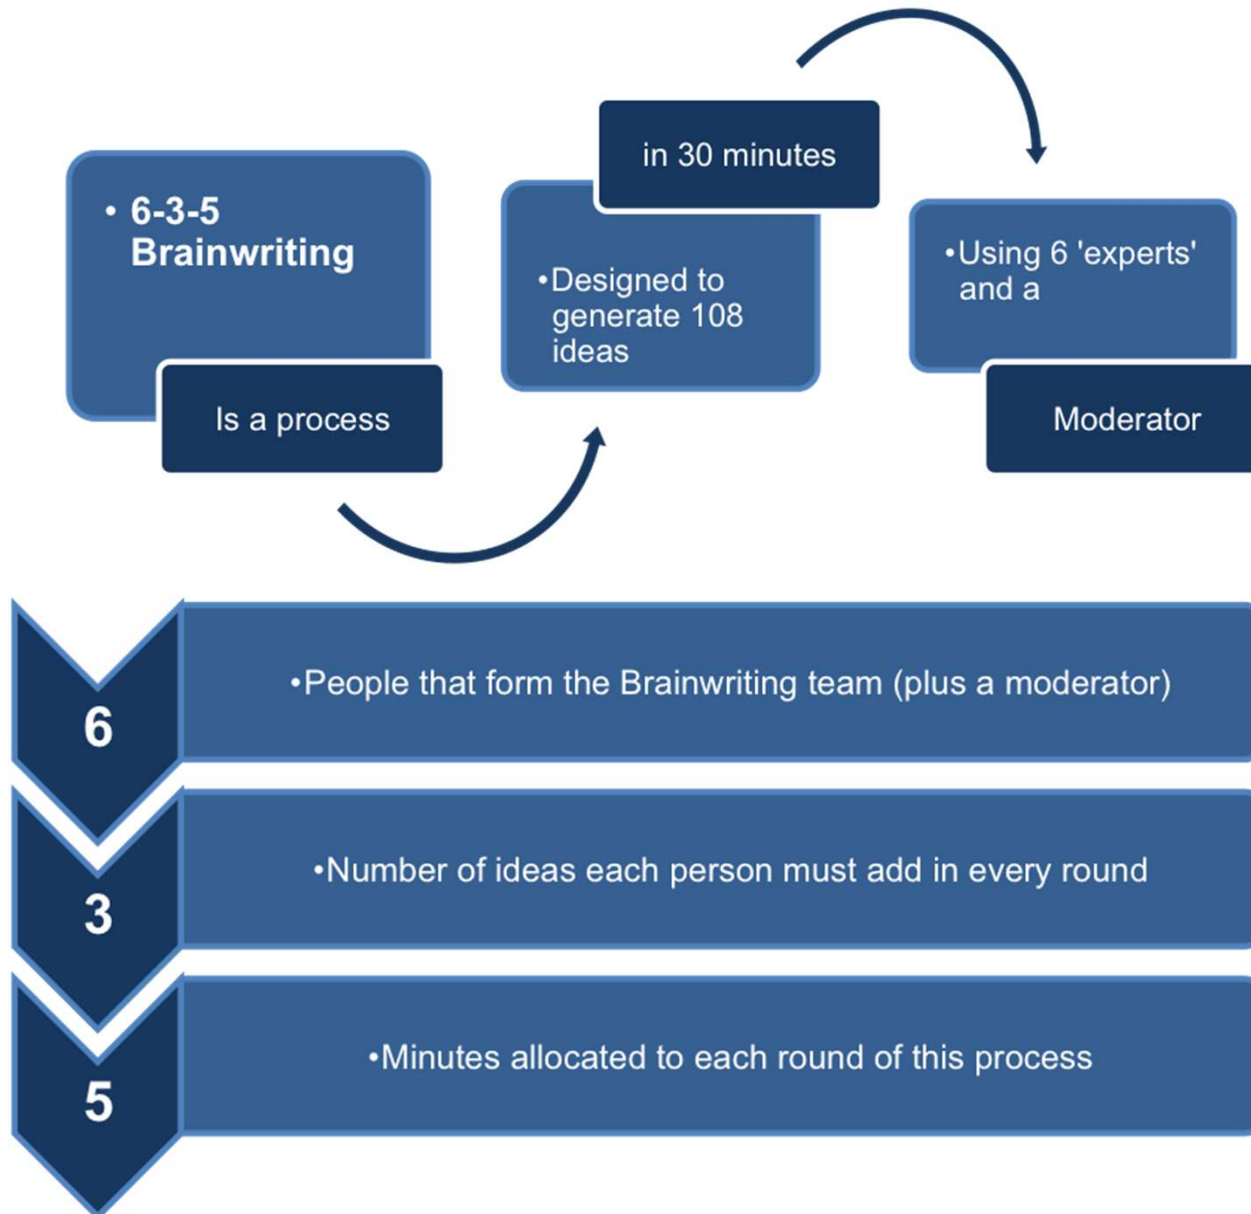 • 6-3-5
Brainwriting
Is a process
in 30 minutes
•Designed to
generate 108
ideas
•Using 6 'experts'
and a
Moderator
6
•People that form the Brainwriting team (plus a moderator)
3
•Number of ideas each person must add in every round
5
•Minutes allocated to each round of this process